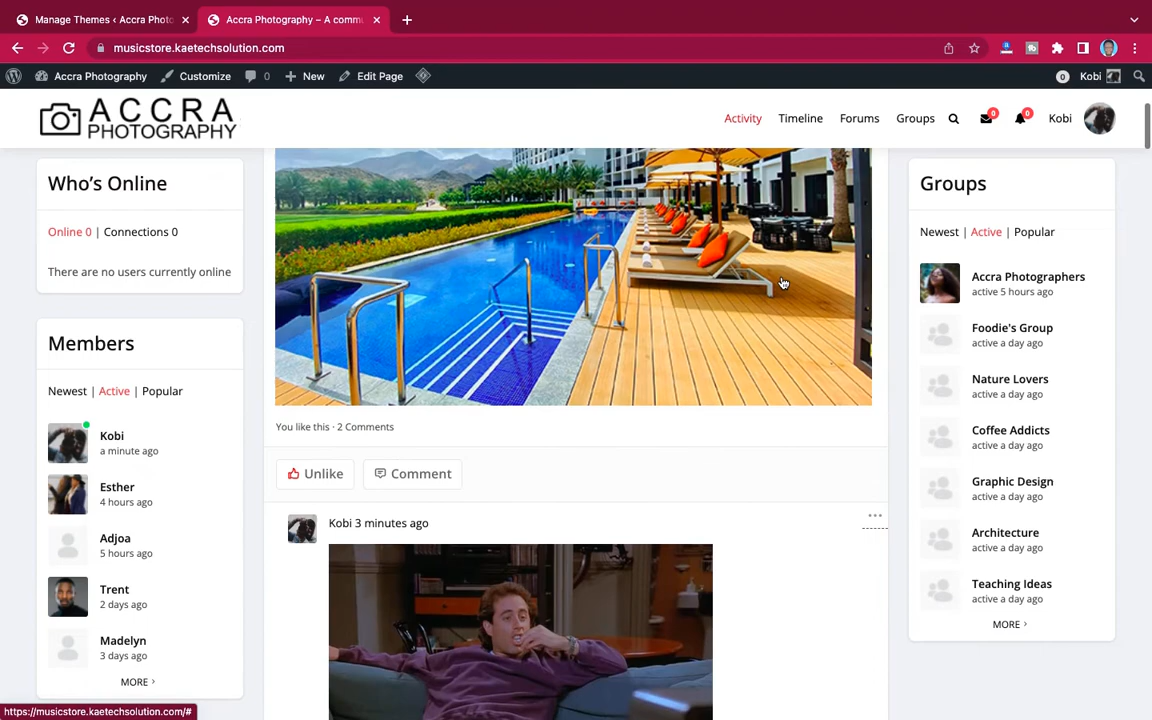 Manage Themes ‹ Accra Photo
Accra Photography – A comm
musicstore.kaetechsolution.com
Accra Photography
Customize
0
New
Edit Page
0
Kobi
ACCRA
PHOTOGRAPHY
Activity
Timeline
Forums
Groups
0
0
Kobi
Who's Online
Online 0 | Connections 0
There are no users currently online
Members
Newest | Active | Popular
Kobi
a minute ago
Esther
4 hours ago
Adjoa
5 hours ago
Trent
2 days ago
Madelyn
3 days ago
MORE ›
You like this · 2 Comments
Unlike
Comment
Kobi 3 minutes ago
Groups
Newest | Active | Popular
Accra Photographers
active 5 hours ago
Foodie's Group
active a day ago
Nature Lovers
active a day ago
Coffee Addicts
active a day ago
Graphic Design
active a day ago
Architecture
active a day ago
Teaching Ideas
active a day ago
MORE ›
https://musicstore.kaetechsolution.com/#